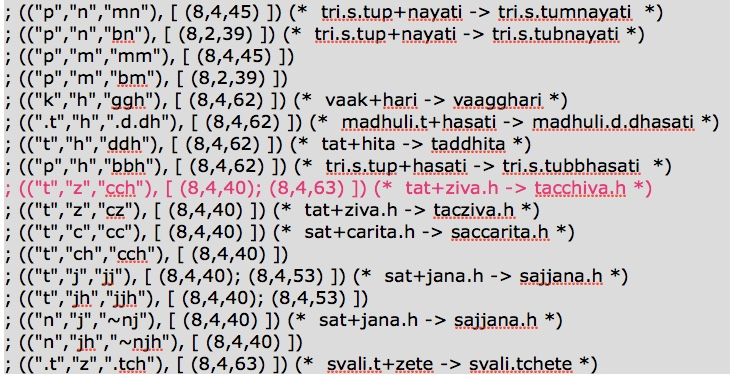 ; (("p","n","mn"), [ (8,4,45) ]) (* tri.s.tup+nayati -> tri.s.tumnayati *)
; (("p","n","bn"), [ (8,2,39) ]) (* tri.s.tup+nayati -> tri.s.tubnayati *)
; (("p","m","mm"), [ (8,4,45) ])
; (("p","m","bm"), [ (8,2,39) ])
; (("k","h","ggh"), [ (8,4,62) ]) (* vaak+hari -> vaagghari *)
; ((".t","h",".d.dh"), [ (8,4,62) ]) (* madhuli.t+hasati -> madhuli.d.dhasati *)
; (("t","h","ddh"), [ (8,4,62) ]) (* tat+hita -> taddhita *)
; (("p","h","bbh"), [ (8,4,62) ]) (* tri.s.tup+hasati -> tri.s.tubbhasati *)
; (("t","z","cch"), [ (8,4,40); (8,4,63) ]) (* tat+ziva.h -> tacchiva.h *)
; (("t","z","cz"), [ (8,4,40) ]) (* tat+ziva.h -> tacziva.h *)
; (("t","c","cc"), [ (8,4,40) ]) (* sat+carita.h -> saccarita.h *)
; (("t","ch","cch"), [ (8,4,40) ])
; (("t","j","jj"), [ (8,4,40); (8,4,53) ]) (* sat+jana.h -> sajjana.h *)
; (("t","jh","jjh"), [ (8,4,40); (8,4,53) ])
; (("n","j","~nj"), [ (8,4,40) ]) (* sat+jana.h -> sajjana.h *)
; (("n","jh","~njh"), [ (8,4,40) ])
; ((".t","z",".tch"), [ (8,4,63) ]) (* svali.t+zete -> svali.tchete *)